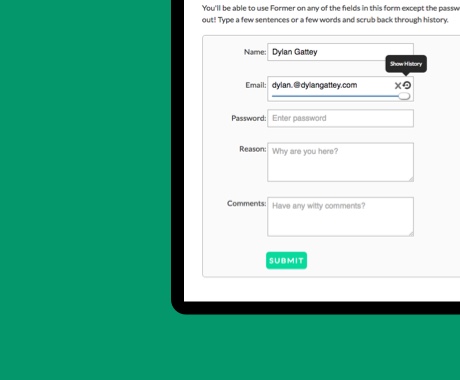 You'll be able to use Former on any of the fields in this form except the
out! Type a few sentences or a few words and scrub back through history.
Name: Dylan Gattey
Show History
Email: dylan.@dylangattey.com
Password: Enter password
Reason: Why are you here?
Comments: Have any witty comments?
SUBMIT